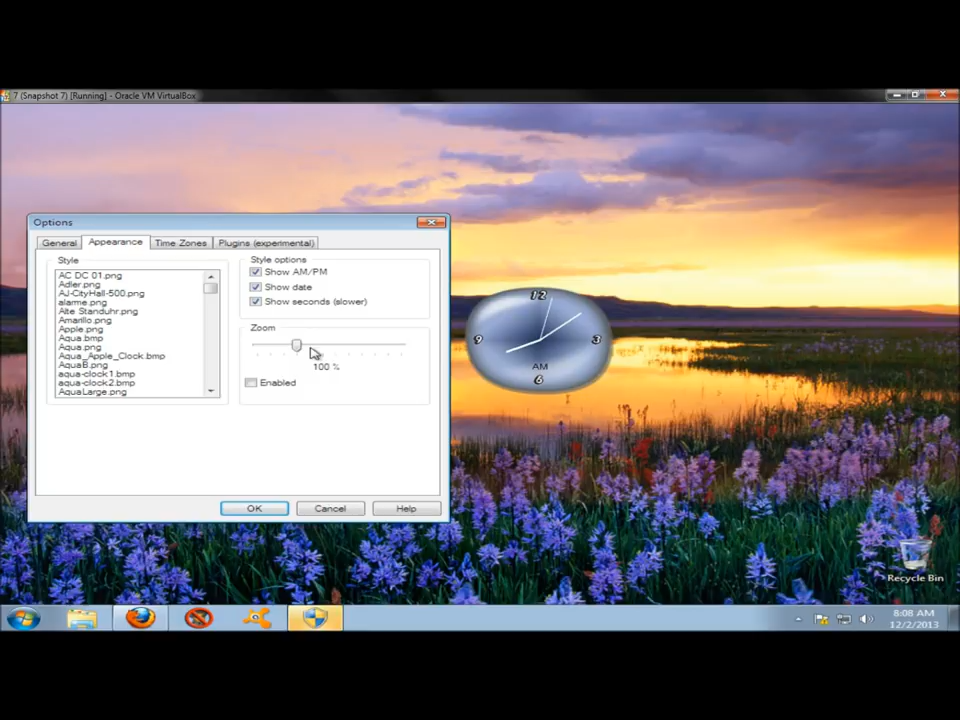 7 (Snapshot 7) [Running] - Oracle VM VirtualBox
Options
General
Appearance
Time Zones
Plugins (experimental)
Style
AC DC 01.png
Adler.png
AJ-CityHall-500.png
alarme.png
Alte Standuhr.png
Amarillo.png
Apple.png
Aqua.bmp
Aqua.png
Aqua_Apple_Clock.bmp
AquaB.png
aqua-clock1.bmp
aqua-clock2.bmp
AquaLarge.png
Style options
Show AM/PM
Show date
Show seconds (slower)
Zoom
100 %
Enabled
OK
Cancel
Help
12
9
3
AM
6
Recycle Bin
8:08 AM
12/2/2013